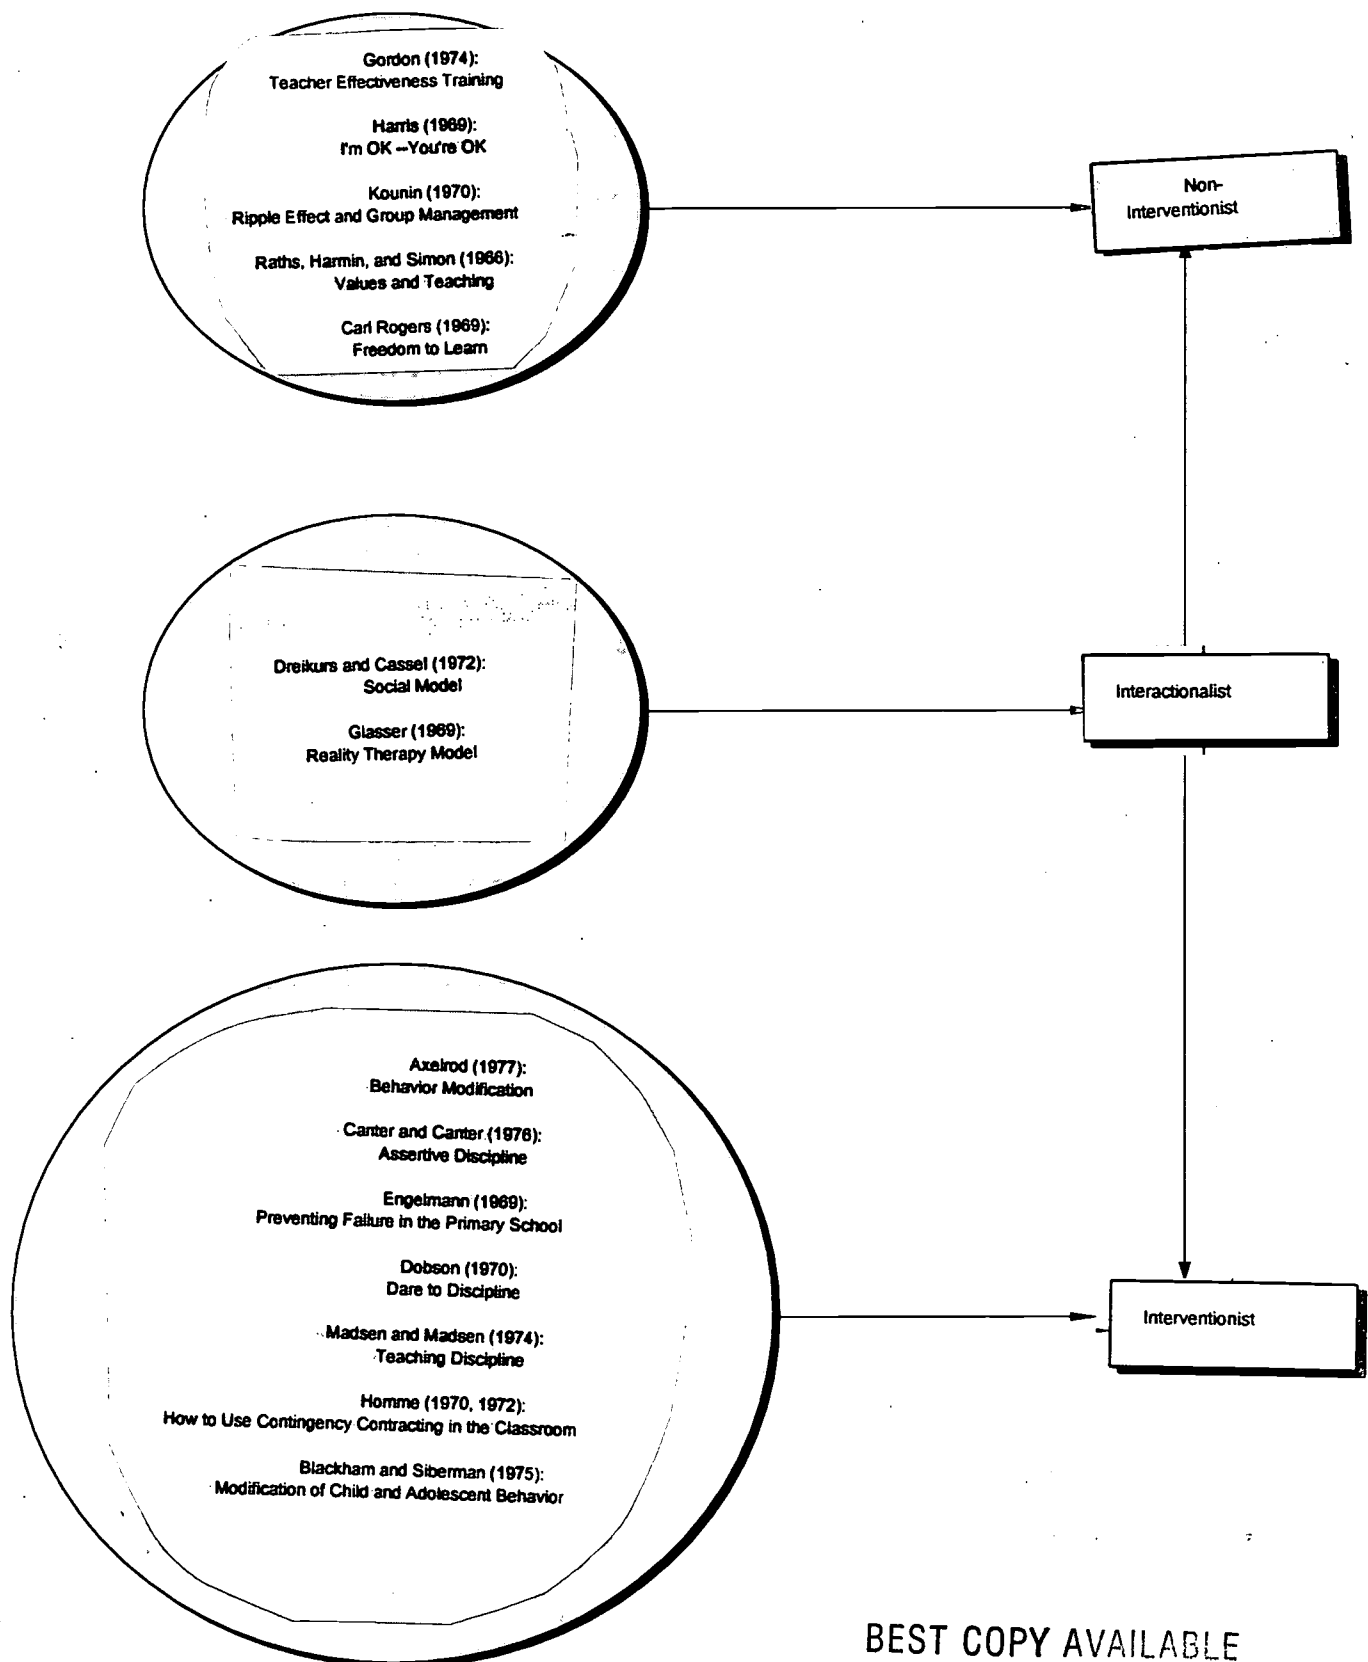 Gordon (1974):
Teacher Effectiveness Training
Harris (1969):
I'm OK --You're OK
Kounin (1970):
Ripple Effect and Group Management
Raths, Harmin, and Simon (1966):
Values and Teaching
Carl Rogers (1969):
Freedom to Learn
Non-
Interventionist
Dreikurs and Cassel (1972):
Social Model
Glasser (1969):
Reality Therapy Model
Interactionalist
Axelrod (1977):
Behavior Modification
Canter and Canter (1976):
Assertive Discipline
Engelmann (1969):
Preventing Failure in the Primary School
Dobson (1970):
Dare to Discipline
Madsen and Madsen (1974):
Teaching Discipline
Homme (1970, 1972):
How to Use Contingency Contracting in the Classroom
Blackham and Siberman (1975):
Modification of Child and Adolescent Behavior
Interventionist
BEST COPY AVAILABLE